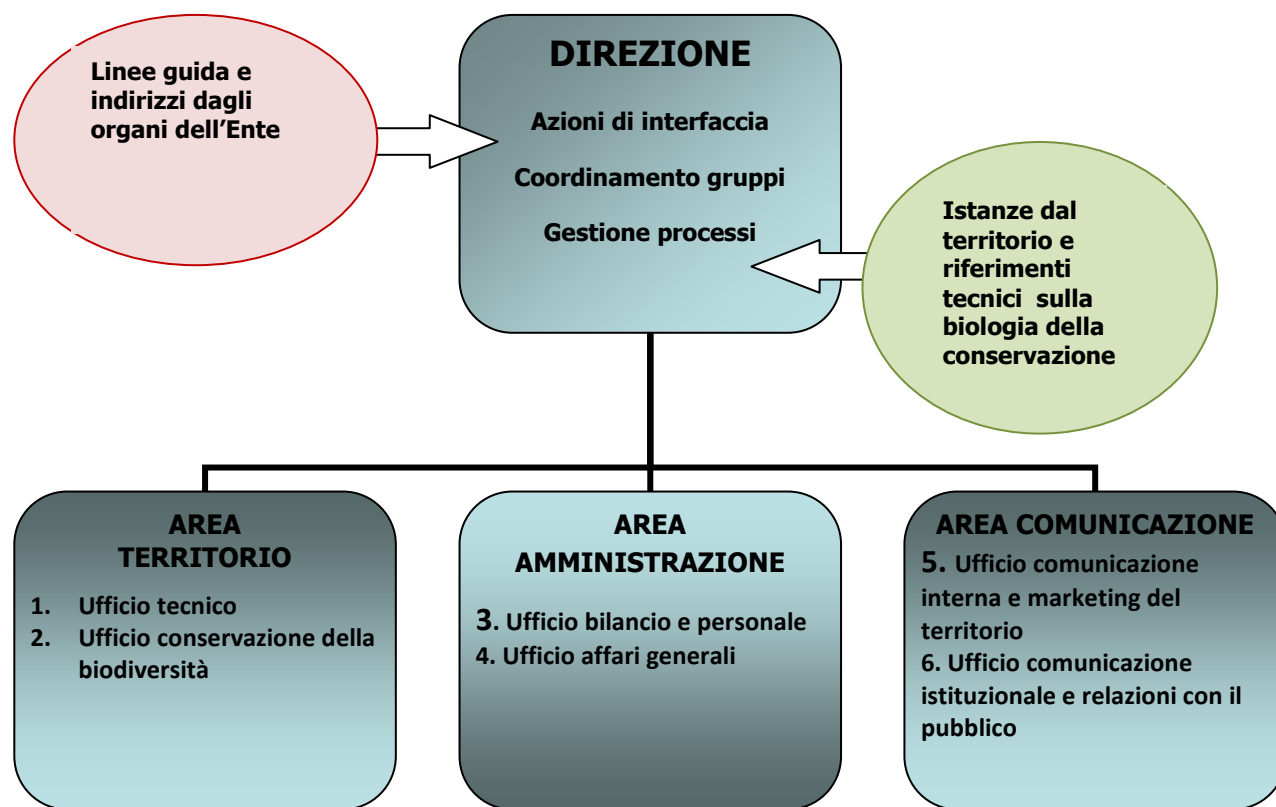 Linee guida e
indirizzi dagli
organi dell’Ente
DIREZIONE
Azioni di interfaccia
Coordinamento gruppi
Gestione processi
Istanze dal
territorio e
riferimenti
tecnici sulla
biologia della
conservazione
AREA
TERRITORIO
1. Ufficio tecnico
2. Ufficio conservazione della
biodiversità
AREA
AMMINISTRAZIONE
3. Ufficio bilancio e personale
4. Ufficio affari generali
AREA COMUNICAZIONE
5. Ufficio comunicazione
interna e marketing del
territorio
6. Ufficio comunicazione
istituzionale e relazioni con il
pubblico